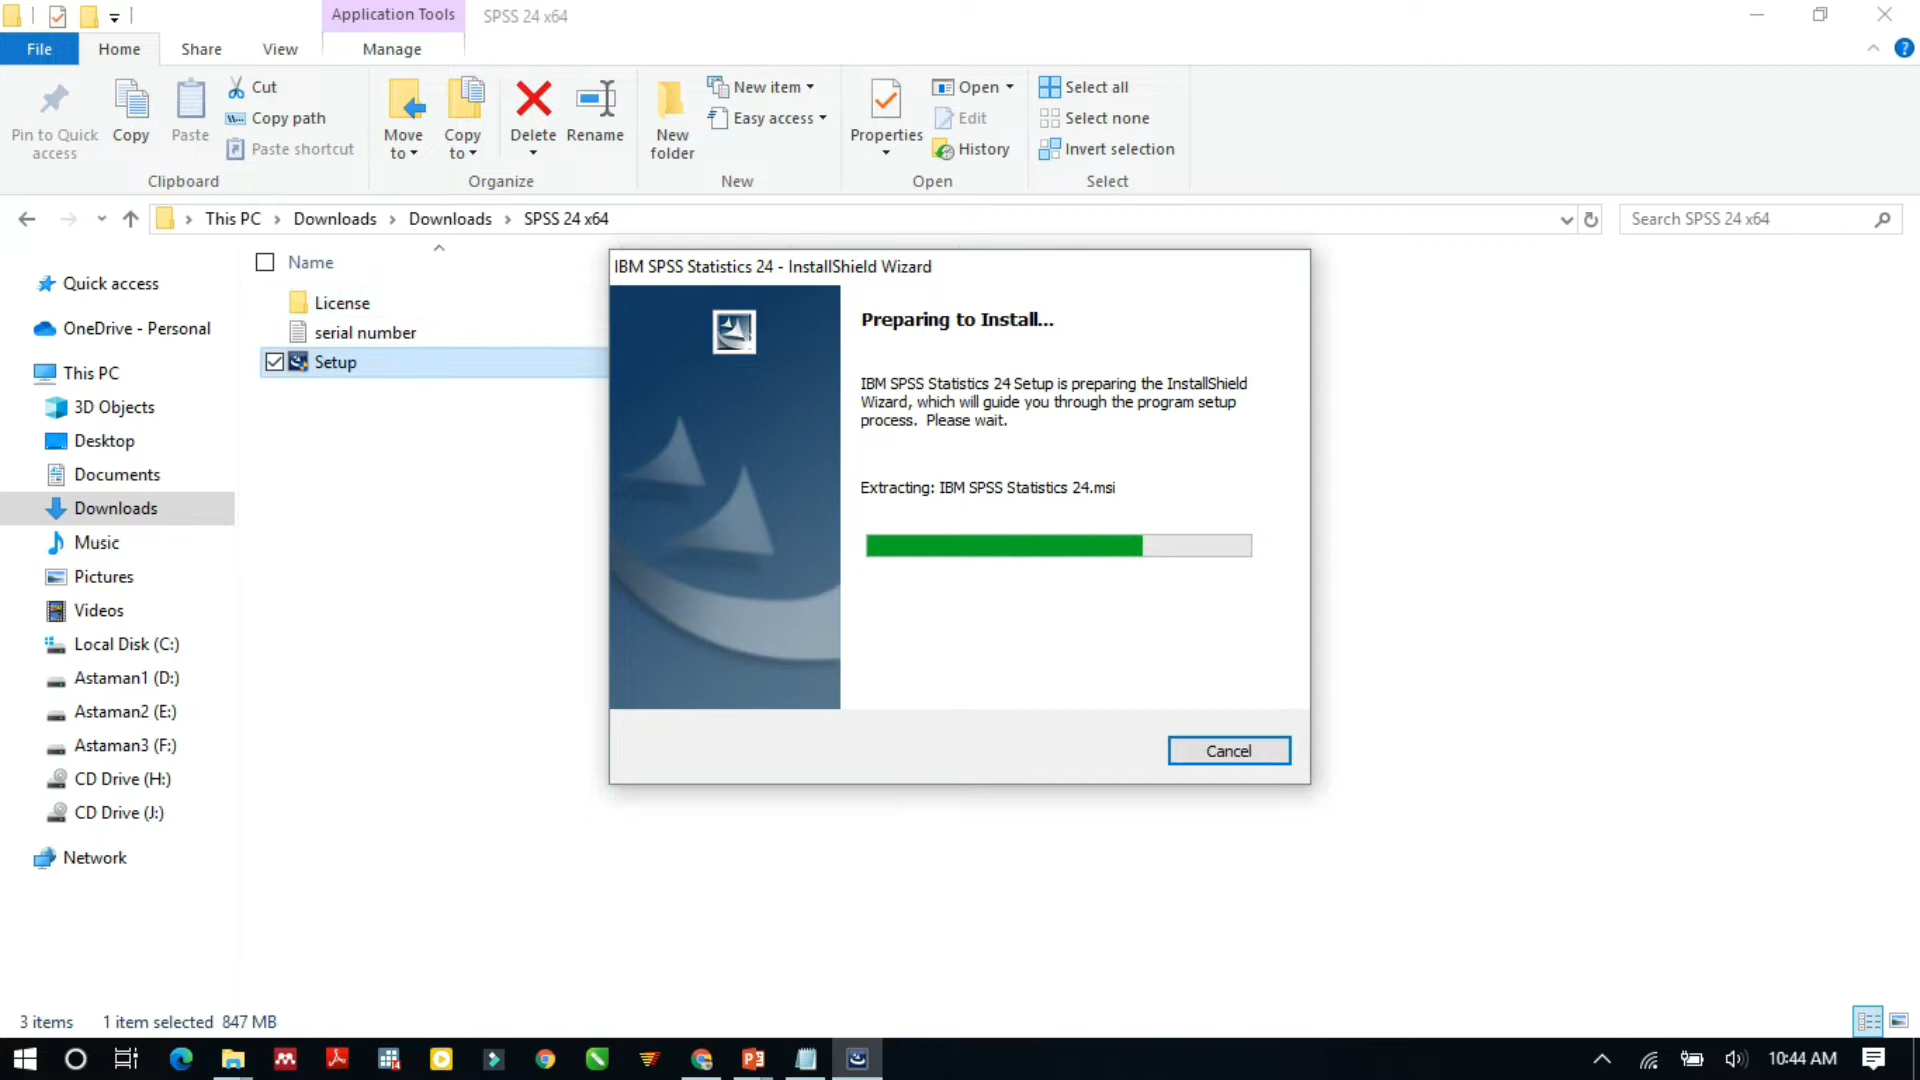 Application Tools
SPSS 24 x64
File
Home
Share
View
Manage
Pin to Quick
access
Copy
Paste
Cut
Copy path
Paste shortcut
Clipboard
Move
to
Copy
to
Delete
Rename
Organize
New
folder
New item
Easy access
New
Properties
Open
Edit
History
Open
Select all
Select none
Invert selection
Select
This PC
Downloads
Downloads
SPSS 24 x64
Search SPSS 24 x64
Quick access
OneDrive - Personal
This PC
3D Objects
Desktop
Documents
Downloads
Music
Pictures
Videos
Local Disk (C:)
Astaman1 (D:)
Astaman2 (E:)
Astaman3 (F:)
CD Drive (H:)
CD Drive (J:)
Network
Name
License
serial number
Setup
IBM SPSS Statistics 24 - InstallShield Wizard
Preparing to Install...
IBM SPSS Statistics 24 Setup is preparing the InstallShield
Wizard, which will guide you through the program setup
process. Please wait.
Extracting: IBM SPSS Statistics 24.msi
Cancel
3 items
1 item selected 847 MB
10:44 AM